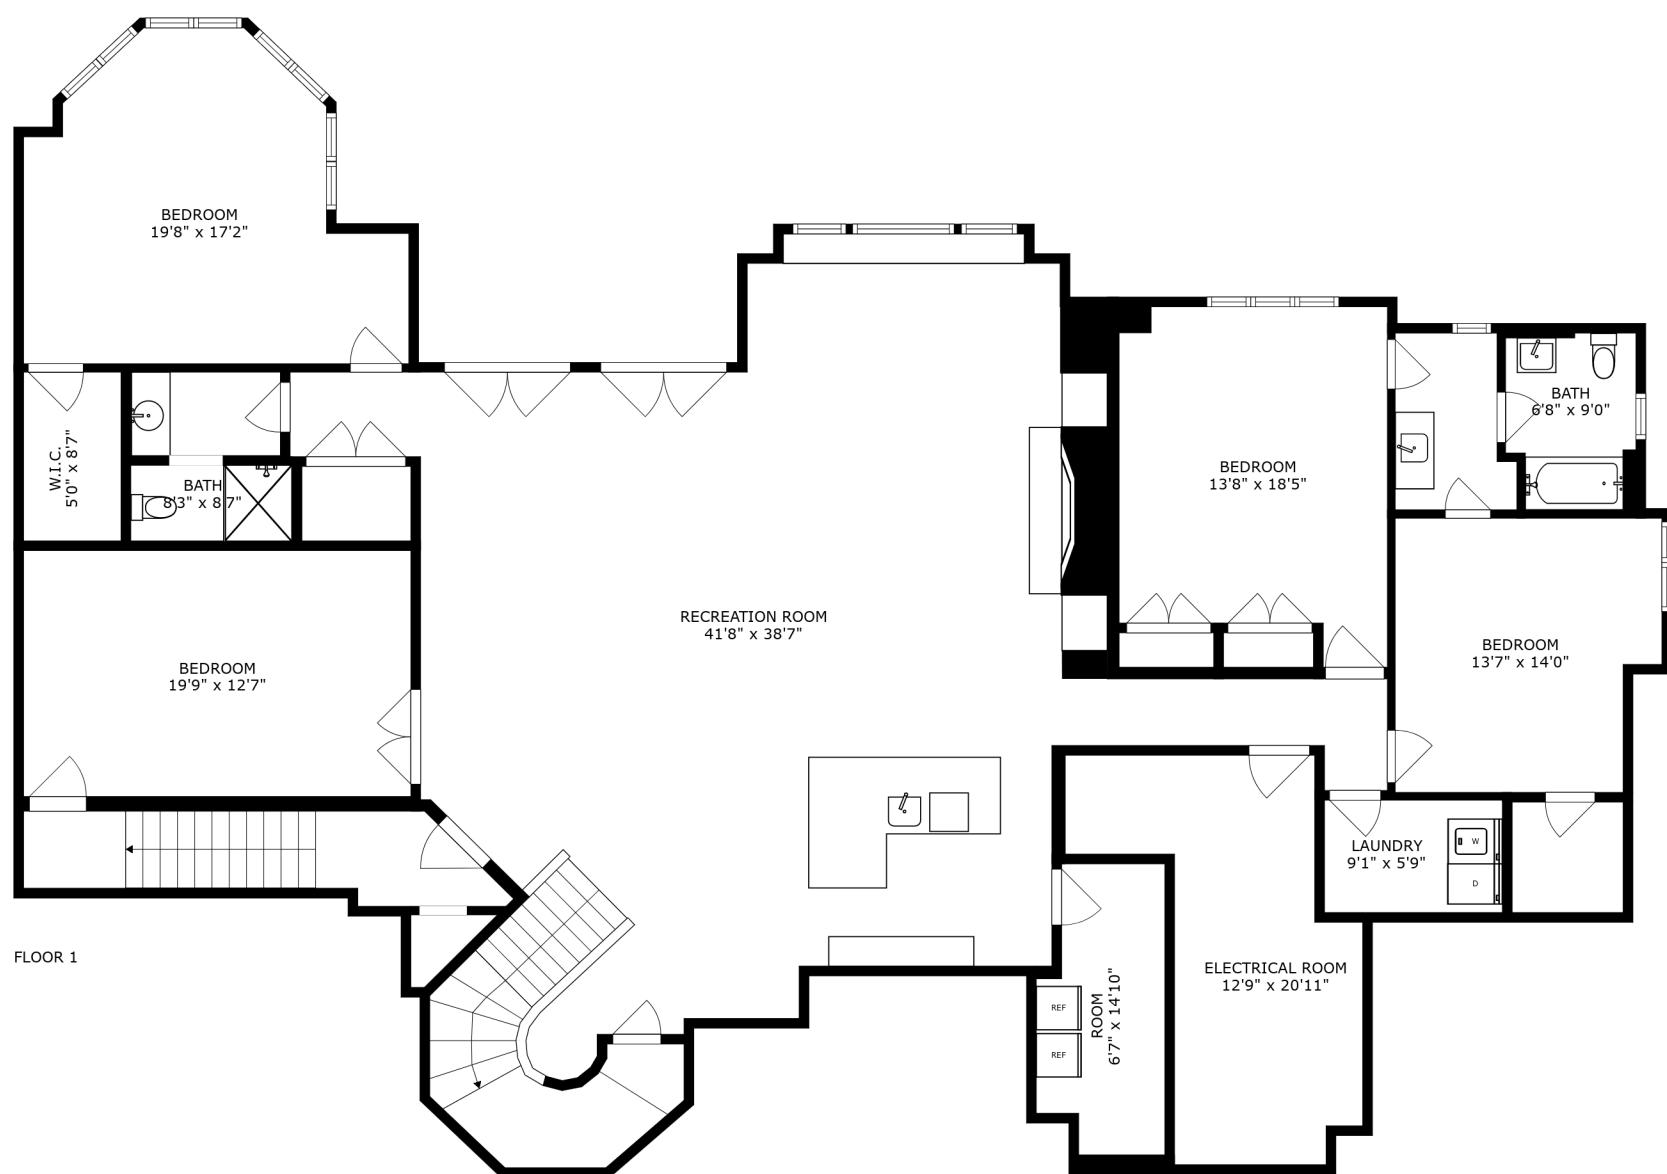 BEDROOM
19'8" x 17'2"
W.I.C.
5'0" x 8'7"
BATH
8'3" x 8'7"
BEDROOM
19'9" x 12'7"
RECREATION ROOM
41'8" x 38'7"
BEDROOM
13'8" x 18'5"
BATH
6'8" x 9'0"
BEDROOM
13'7" x 14'0"
LAUNDRY
9'1" x 5'9"
W
D
ELECTRICAL ROOM
12'9" x 20'11"
ROOM
6'7" x 14'10"
REF
REF
FLOOR 1